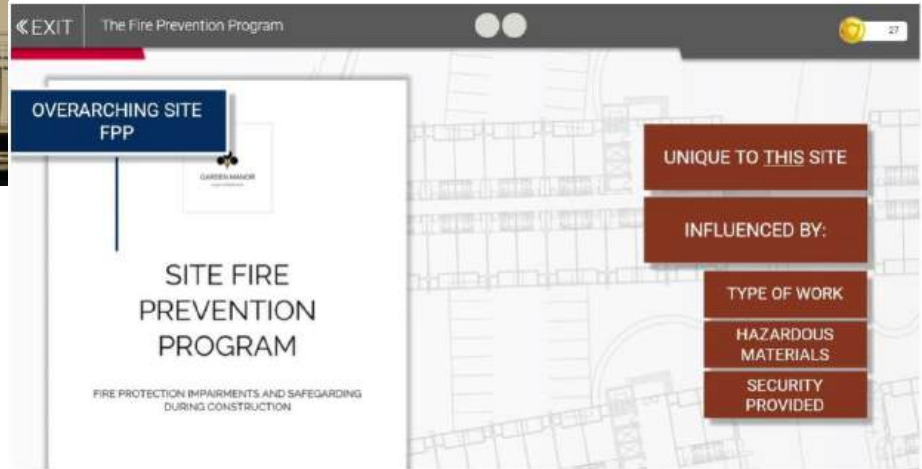 EXIT
The Fire Prevention Program
27
OVERARCHING SITE
FPP
GARDEN MANOR
SITE FIRE
PREVENTION
PROGRAM
FIRE PROTECTION IMPAIRMENTS AND SAFEGARDING
DURING CONSTRUCTION
UNIQUE TO THIS SITE
INFLUENCED BY:
TYPE OF WORK
HAZARDOUS
MATERIALS
SECURITY
PROVIDED